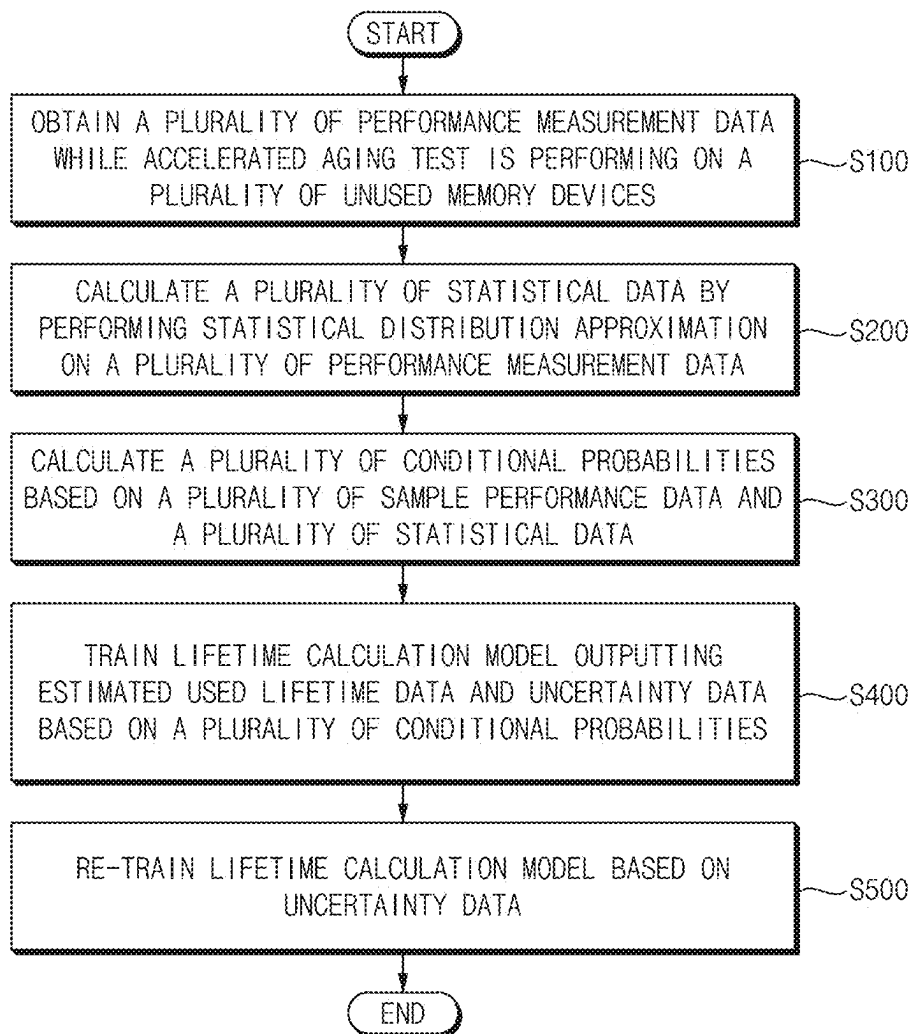 START
OBTAIN A PLURALITY OF PERFORMANCE MEASUREMENT DATA
WHILE ACCELERATED AGING TEST IS PERFORMING ON A
PLURALITY OF UNUSED MEMORY DEVICES
S100
CALCULATE A PLURALITY OF STATISTICAL DATA BY
PERFORMING STATISTICAL DISTRIBUTION APPROXIMATION
ON A PLURALITY OF PERFORMANCE MEASUREMENT DATA
S200
CALCULATE A PLURALITY OF CONDITIONAL PROBABILITIES
BASED ON A PLURALITY OF SAMPLE PERFORMANCE DATA AND
A PLURALITY OF STATISTICAL DATA
S300
TRAIN LIFETIME CALCULATION MODEL OUTPUTTING
ESTIMATED USED LIFETIME DATA AND UNCERTAINTY DATA
BASED ON A PLURALITY OF CONDITIONAL PROBABILITIES
S400
RE-TRAIN LIFETIME CALCULATION MODEL BASED ON
UNCERTAINTY DATA
S500
END